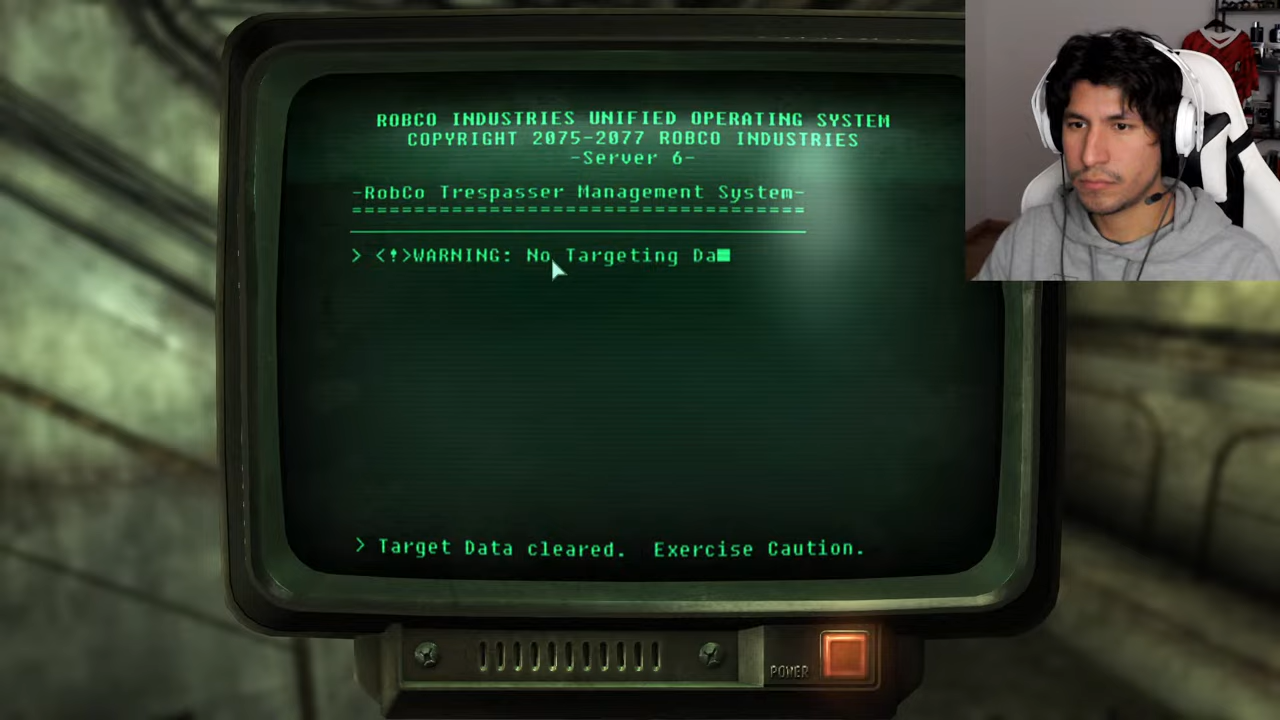 ROBCO INDUSTRIES UNIFIED OPERATING SYSTEM
COPYRIGHT 2075-2077 ROBCO INDUSTRIES
-Server 6-
-RobCo Trespasser Management System-
====================================
> <!>WARNING: No Targeting Da
> Target Data cleared.  Exercise Caution.
POWER